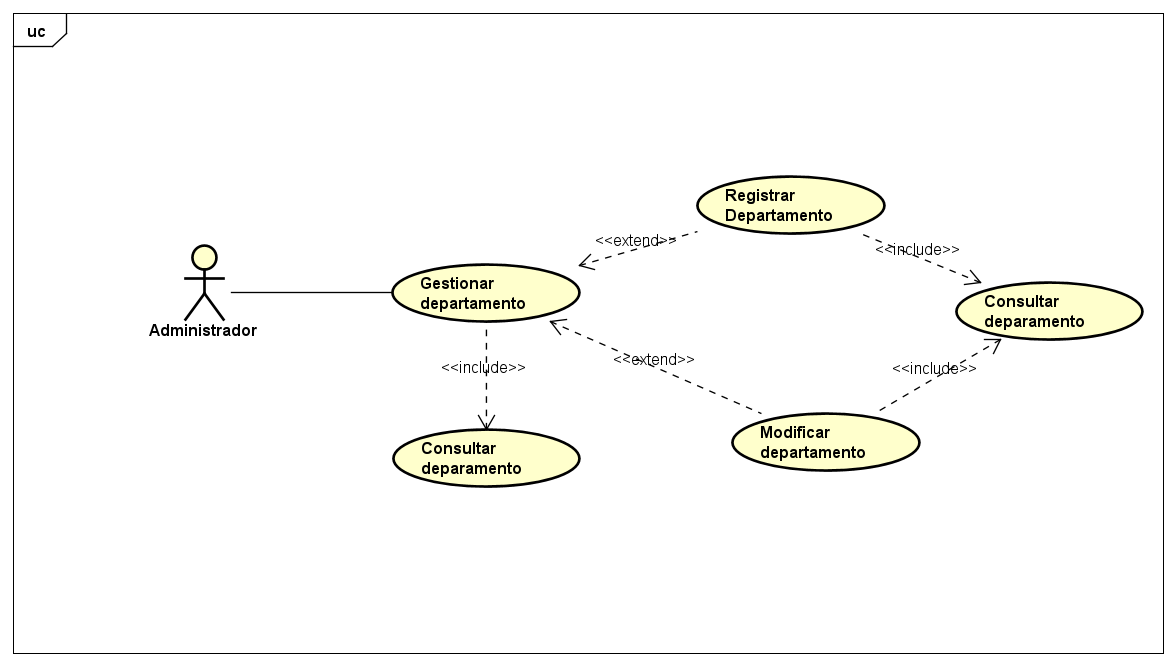 uc
Registrar
Departamento
<<extend>>
<<include>>
Gestionar
departamento
Consultar
deparamento
Administrador
<<include>>
<<extend>>
<<include>>
Modificar
departamento
Consultar
deparamento